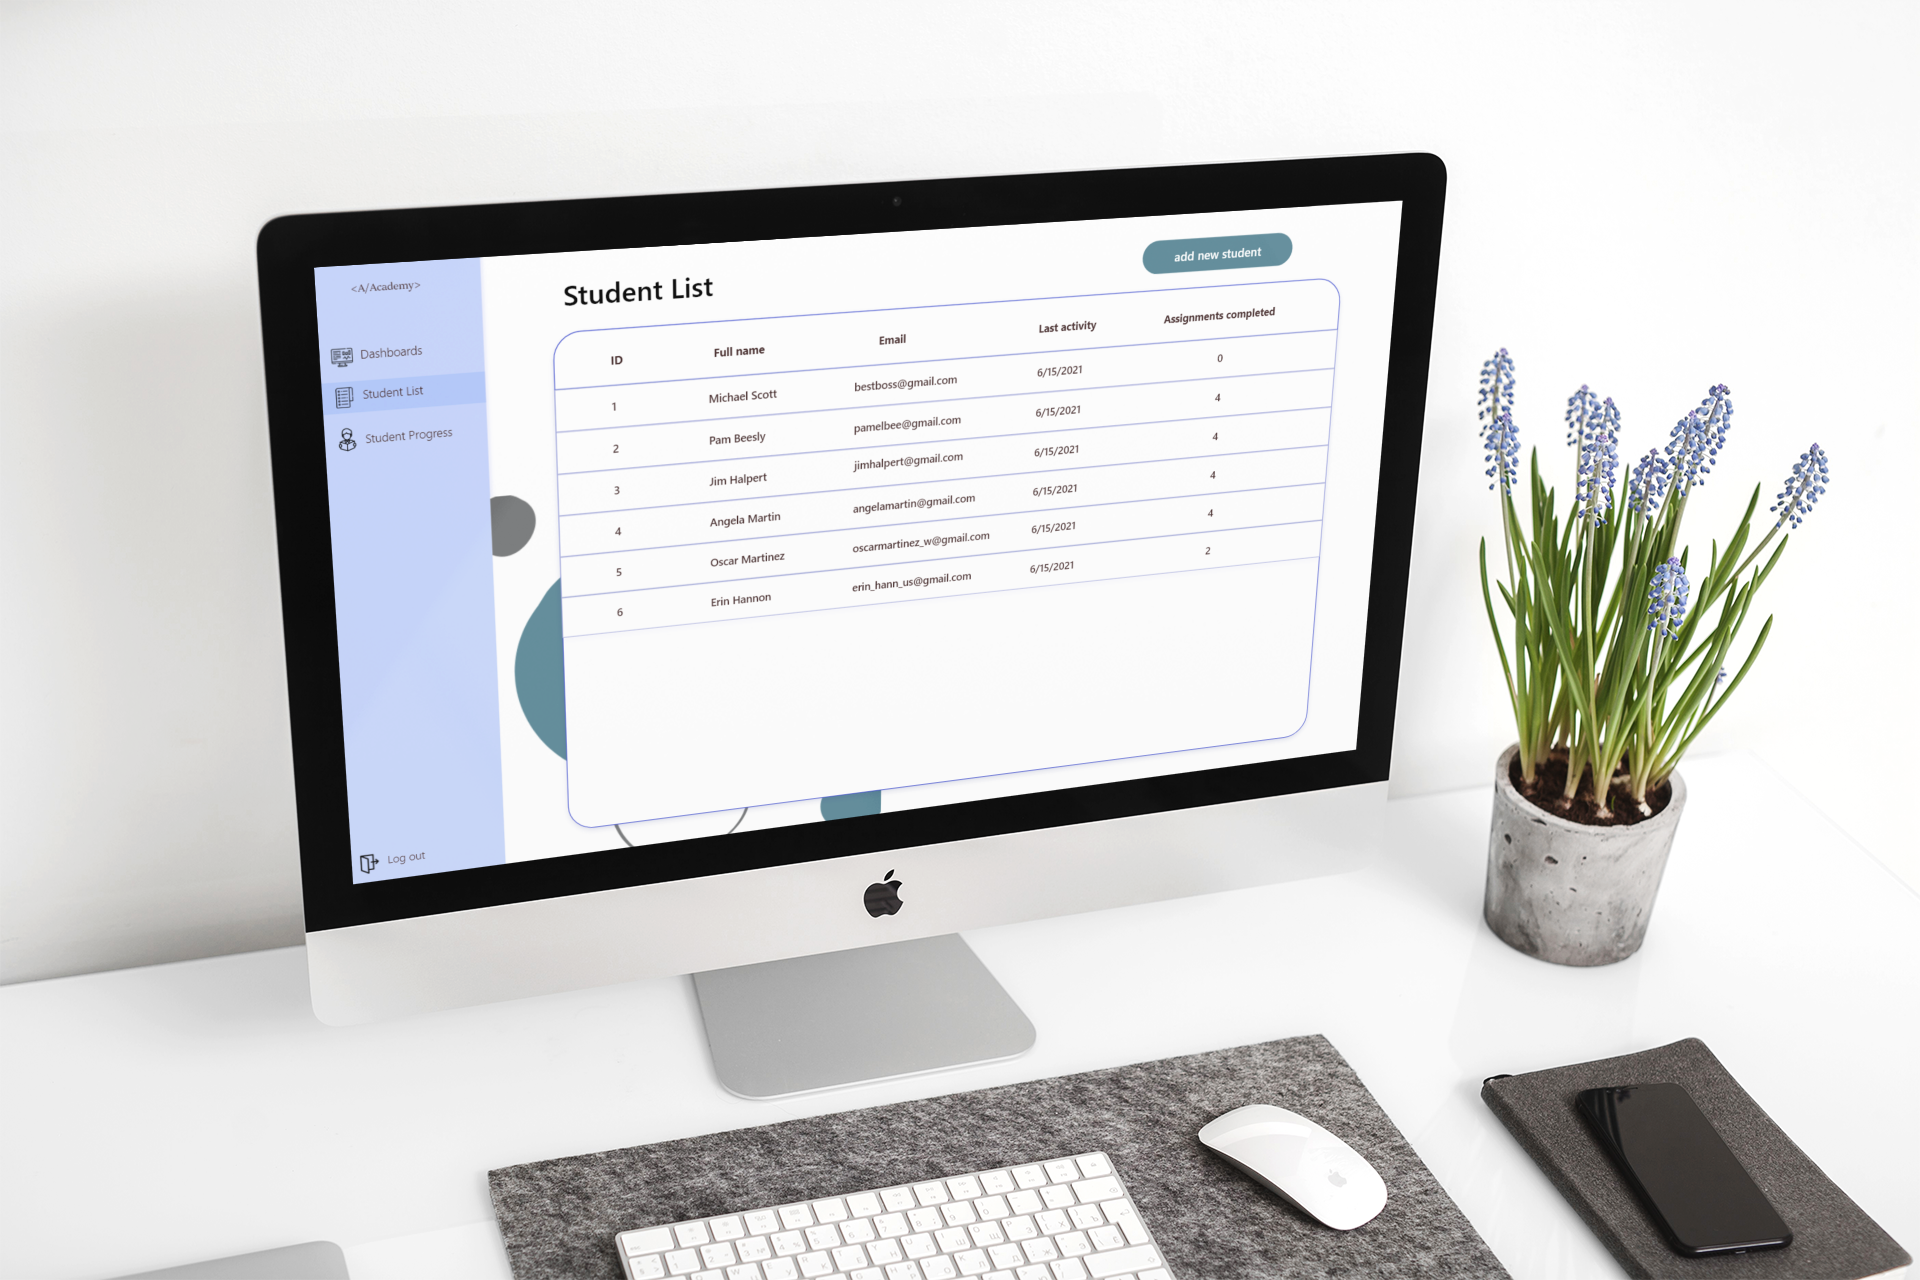 <A/Academy>
Dashboards
Student List
Student Progress
Log out
Student List
add new student
ID Full name Email Last activity Assignments completed
1 Michael Scott bestboss@gmail.com 6/15/2021 0
2 Pam Beesly pamelbee@gmail.com 6/15/2021 4
3 Jim Halpert jimhalpert@gmail.com 6/15/2021 4
4 Angela Martin angelamartin@gmail.com 6/15/2021 4
5 Oscar Martinez oscarmartinez_w@gmail.com 6/15/2021 4
6 Erin Hannon erin_hann_us@gmail.com 6/15/2021 2